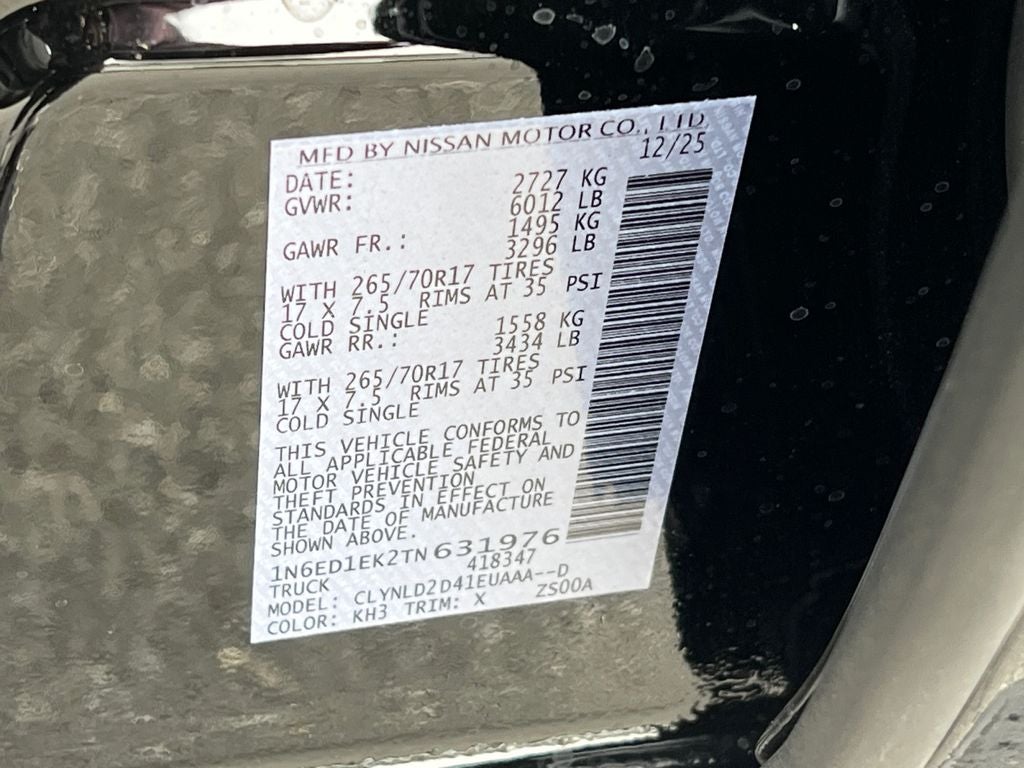 MFD BY NISSAN MOTOR CO., LTD
DATE: 12/25
GVWR: 2727 KG
6012 LB
GAWR FR.: 1495 KG
3296 LB
WITH 265/70R17 TIRES
17 X 7.5 RIMS AT 35 PSI
COLD SINGLE
GAWR RR.: 1558 KG
3434 LB
WITH 265/70R17 TIRES
17 X 7.5 RIMS AT 35 PSI
COLD SINGLE
THIS VEHICLE CONFORMS TO
ALL APPLICABLE FEDERAL
MOTOR VEHICLE SAFETY AND
THEFT PREVENTION
STANDARDS IN EFFECT ON
THE DATE OF MANUFACTURE
SHOWN ABOVE.
1N6ED1EK2TN631976
TRUCK 418347
MODEL: CLYNLD2D41EUAAA--D
COLOR: KH3 TRIM: X ZS00A